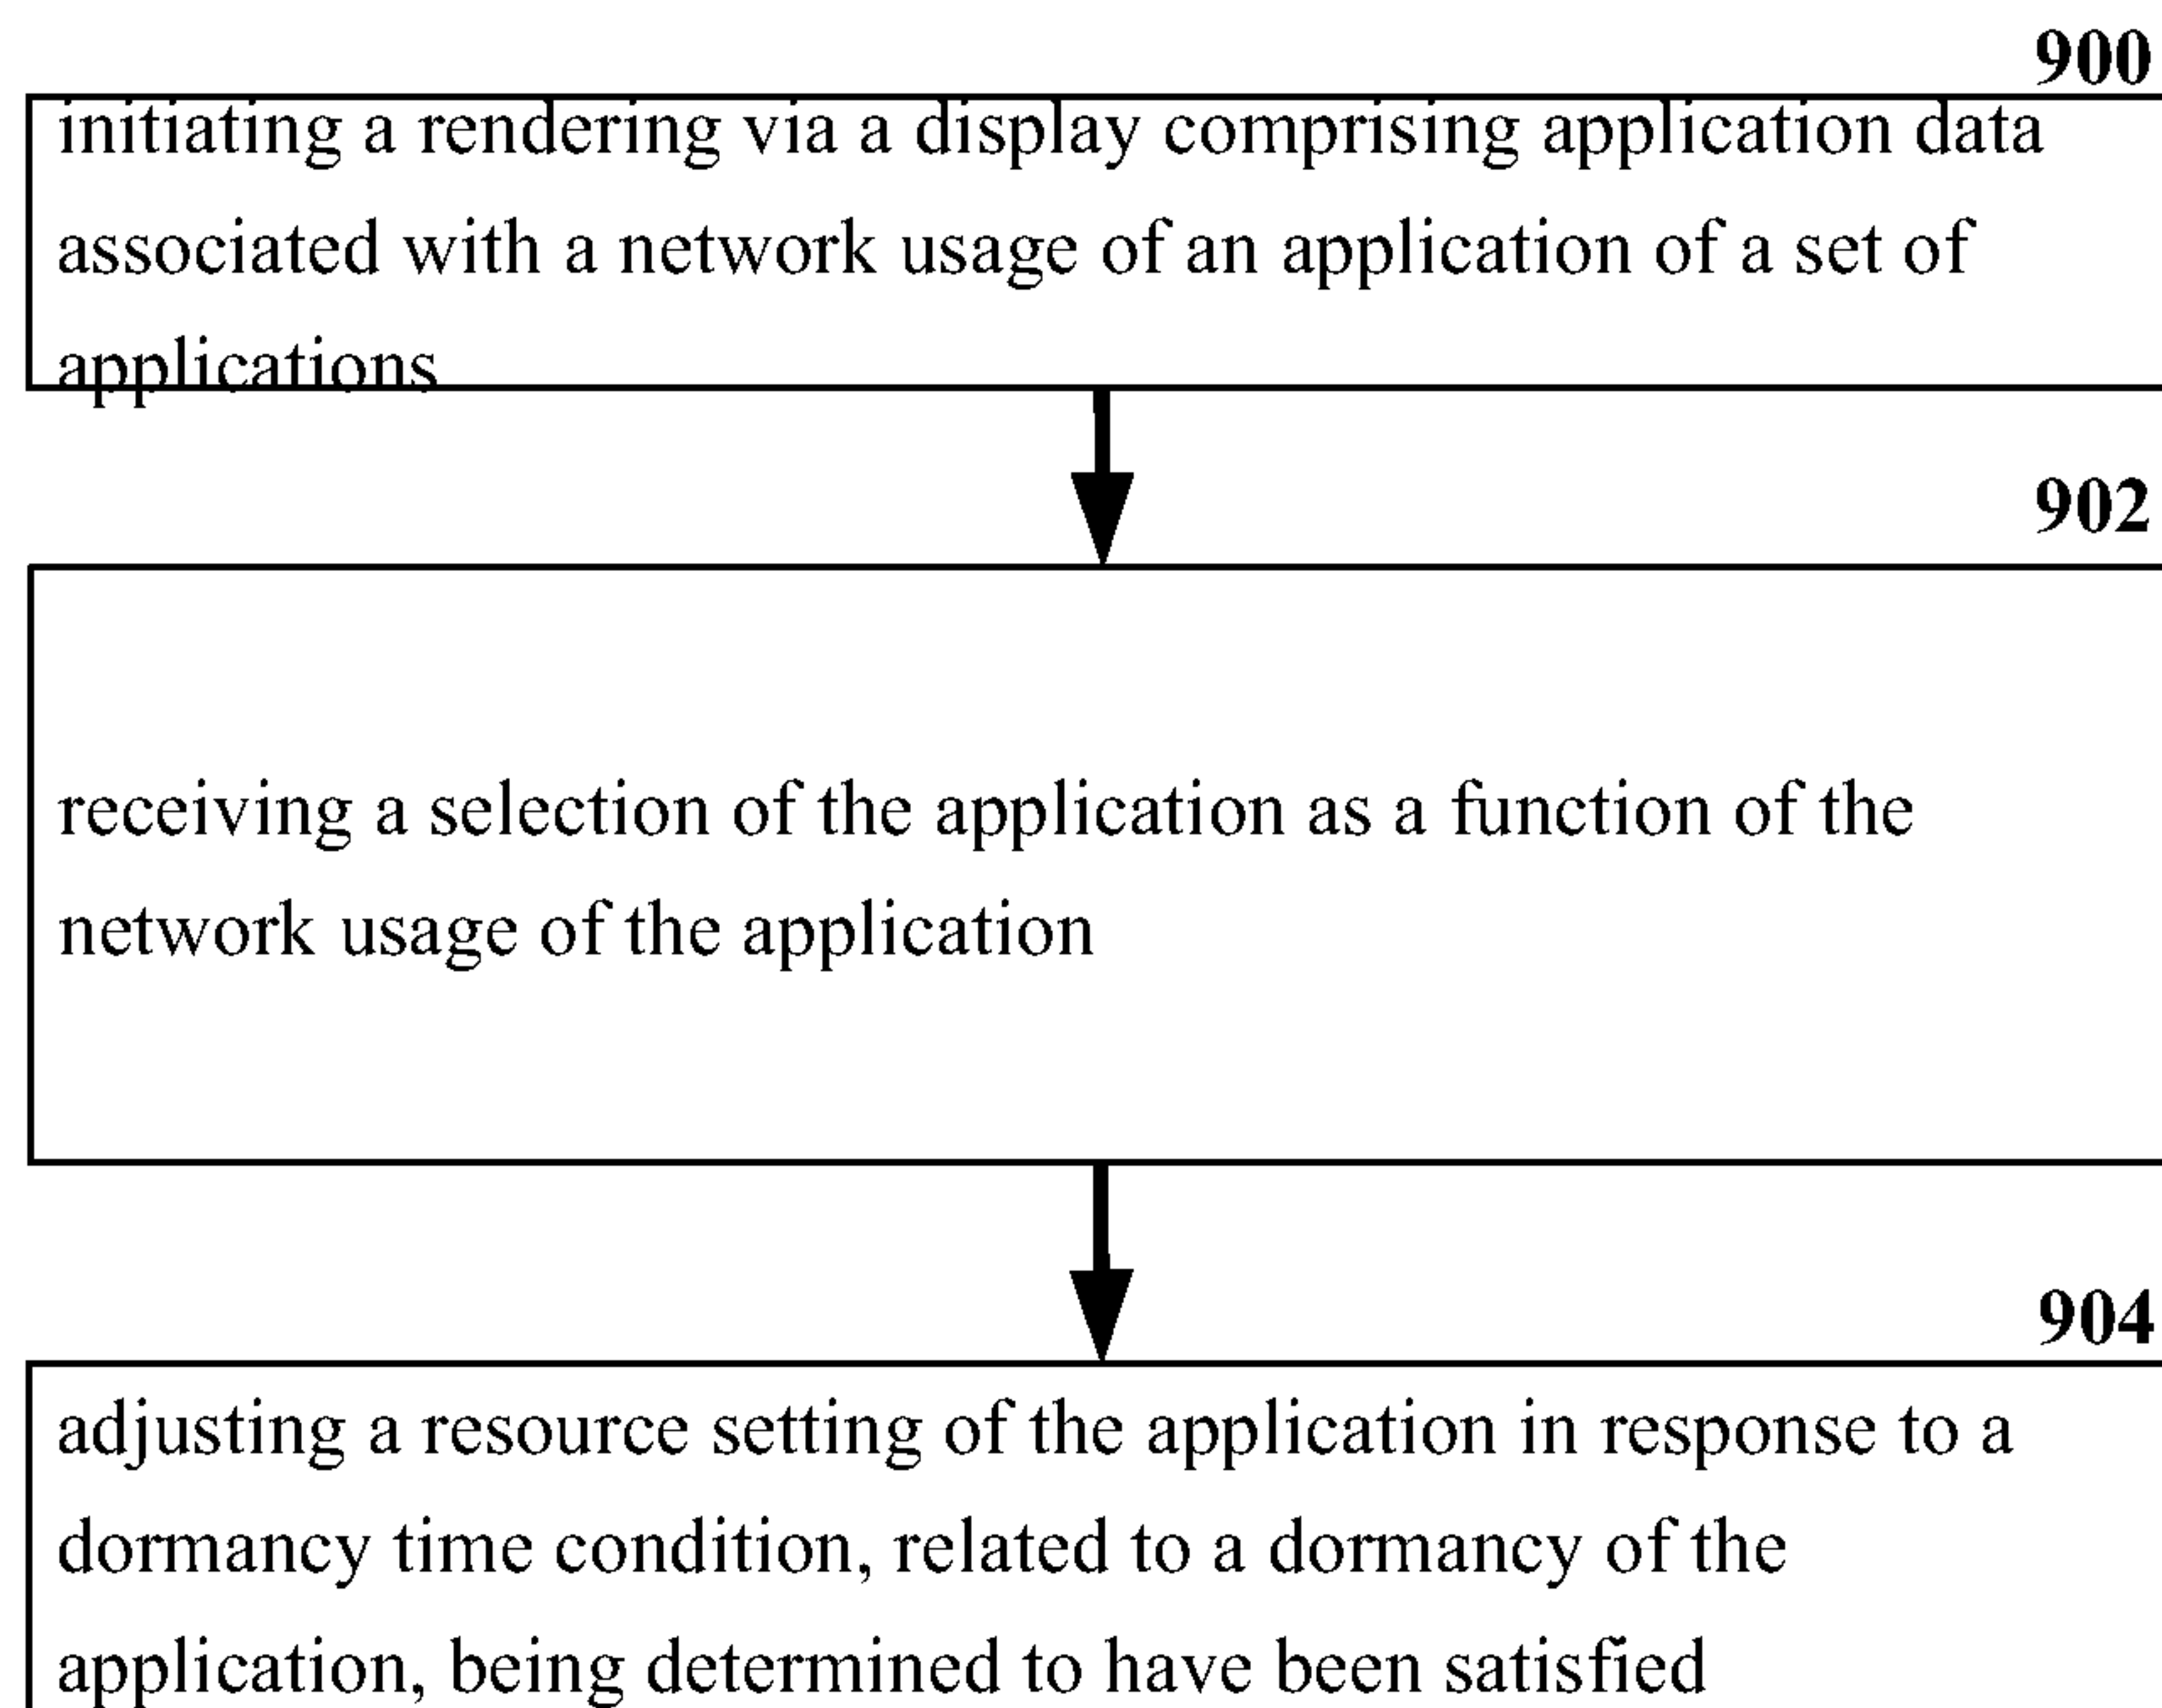 900
initiating a rendering via a display comprising application data
associated with a network usage of an application of a set of
applications
902
receiving a selection of the application as a function of the
network usage of the application
904
adjusting a resource setting of the application in response to a
dormancy time condition, related to a dormancy of the
application, being determined to have been satisfied